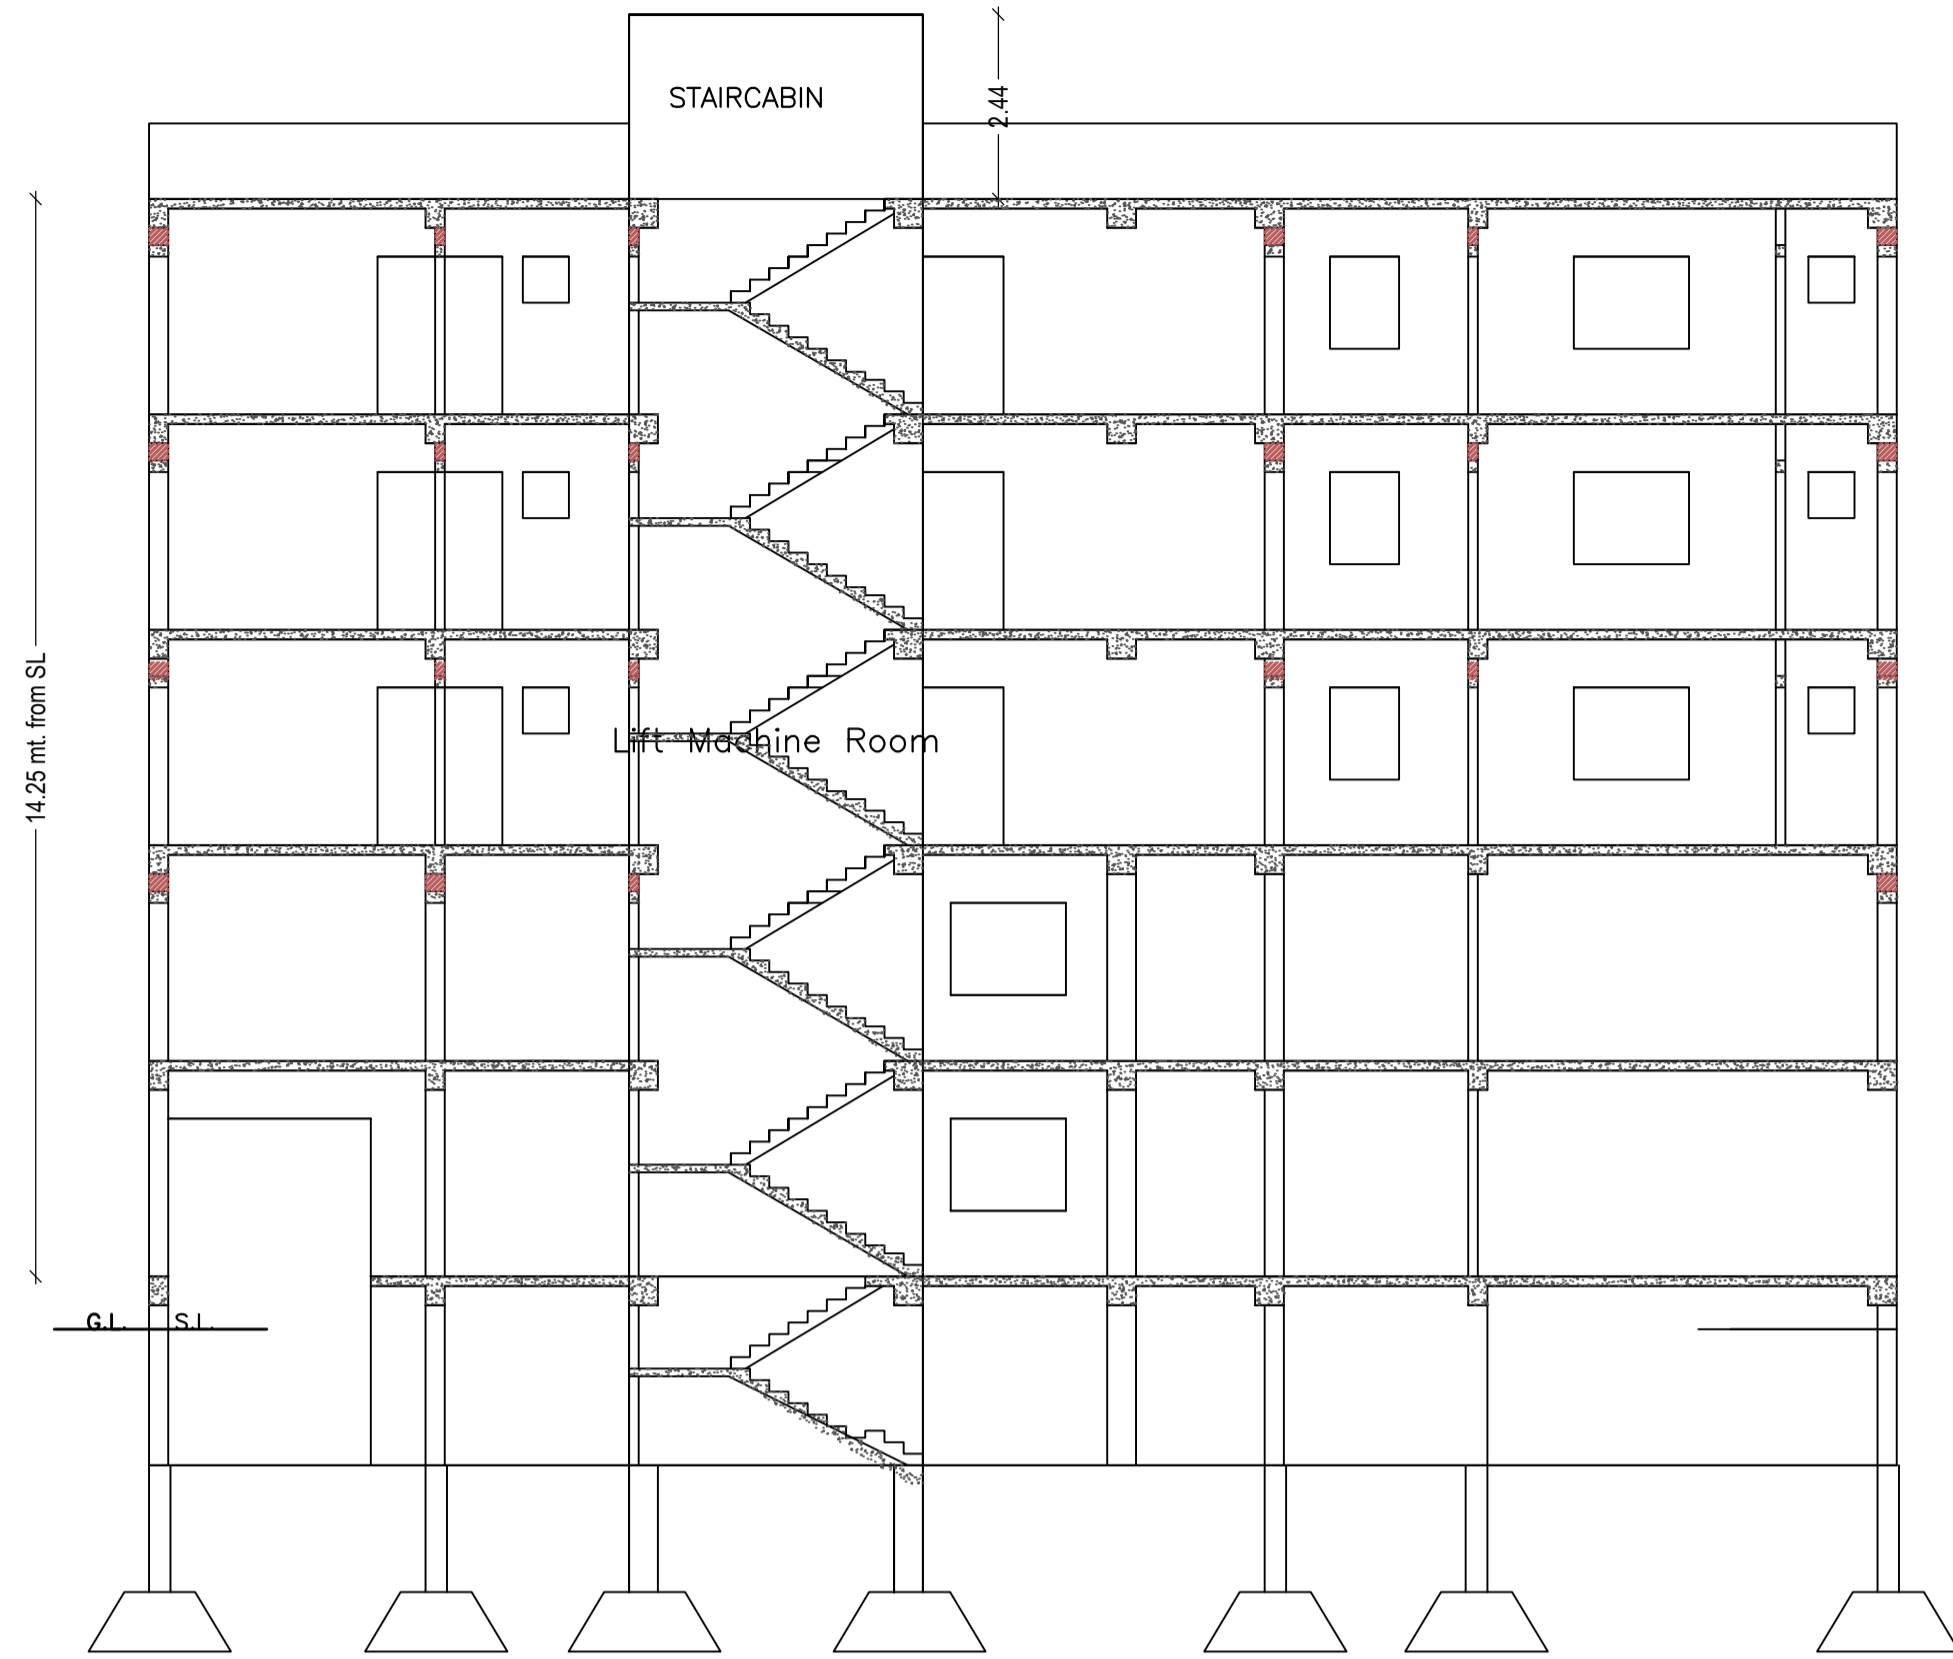 STAIRCABIN
2.44
14.25 mt. from SL
Lift Machine Room
G.L. S.L.